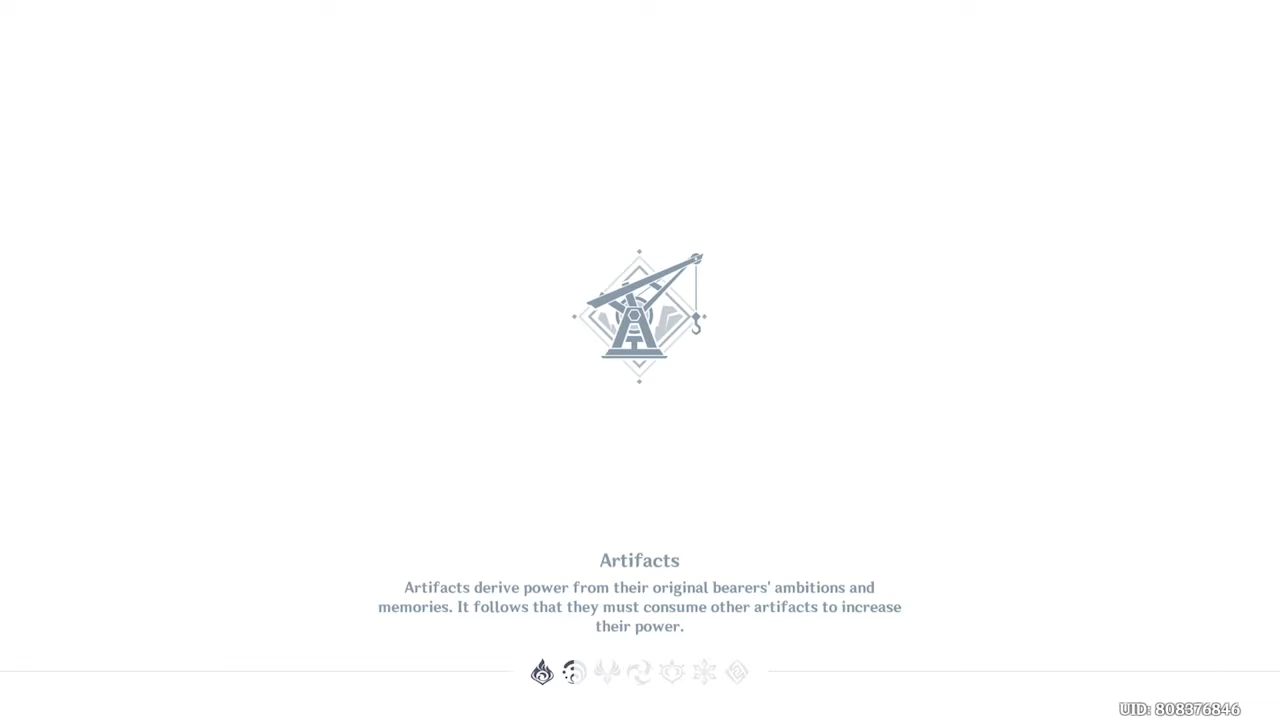 Artifacts
Artifacts derive power from their original bearers' ambitions and
memories. It follows that they must consume other artifacts to increase
their power.
UID: 808376846